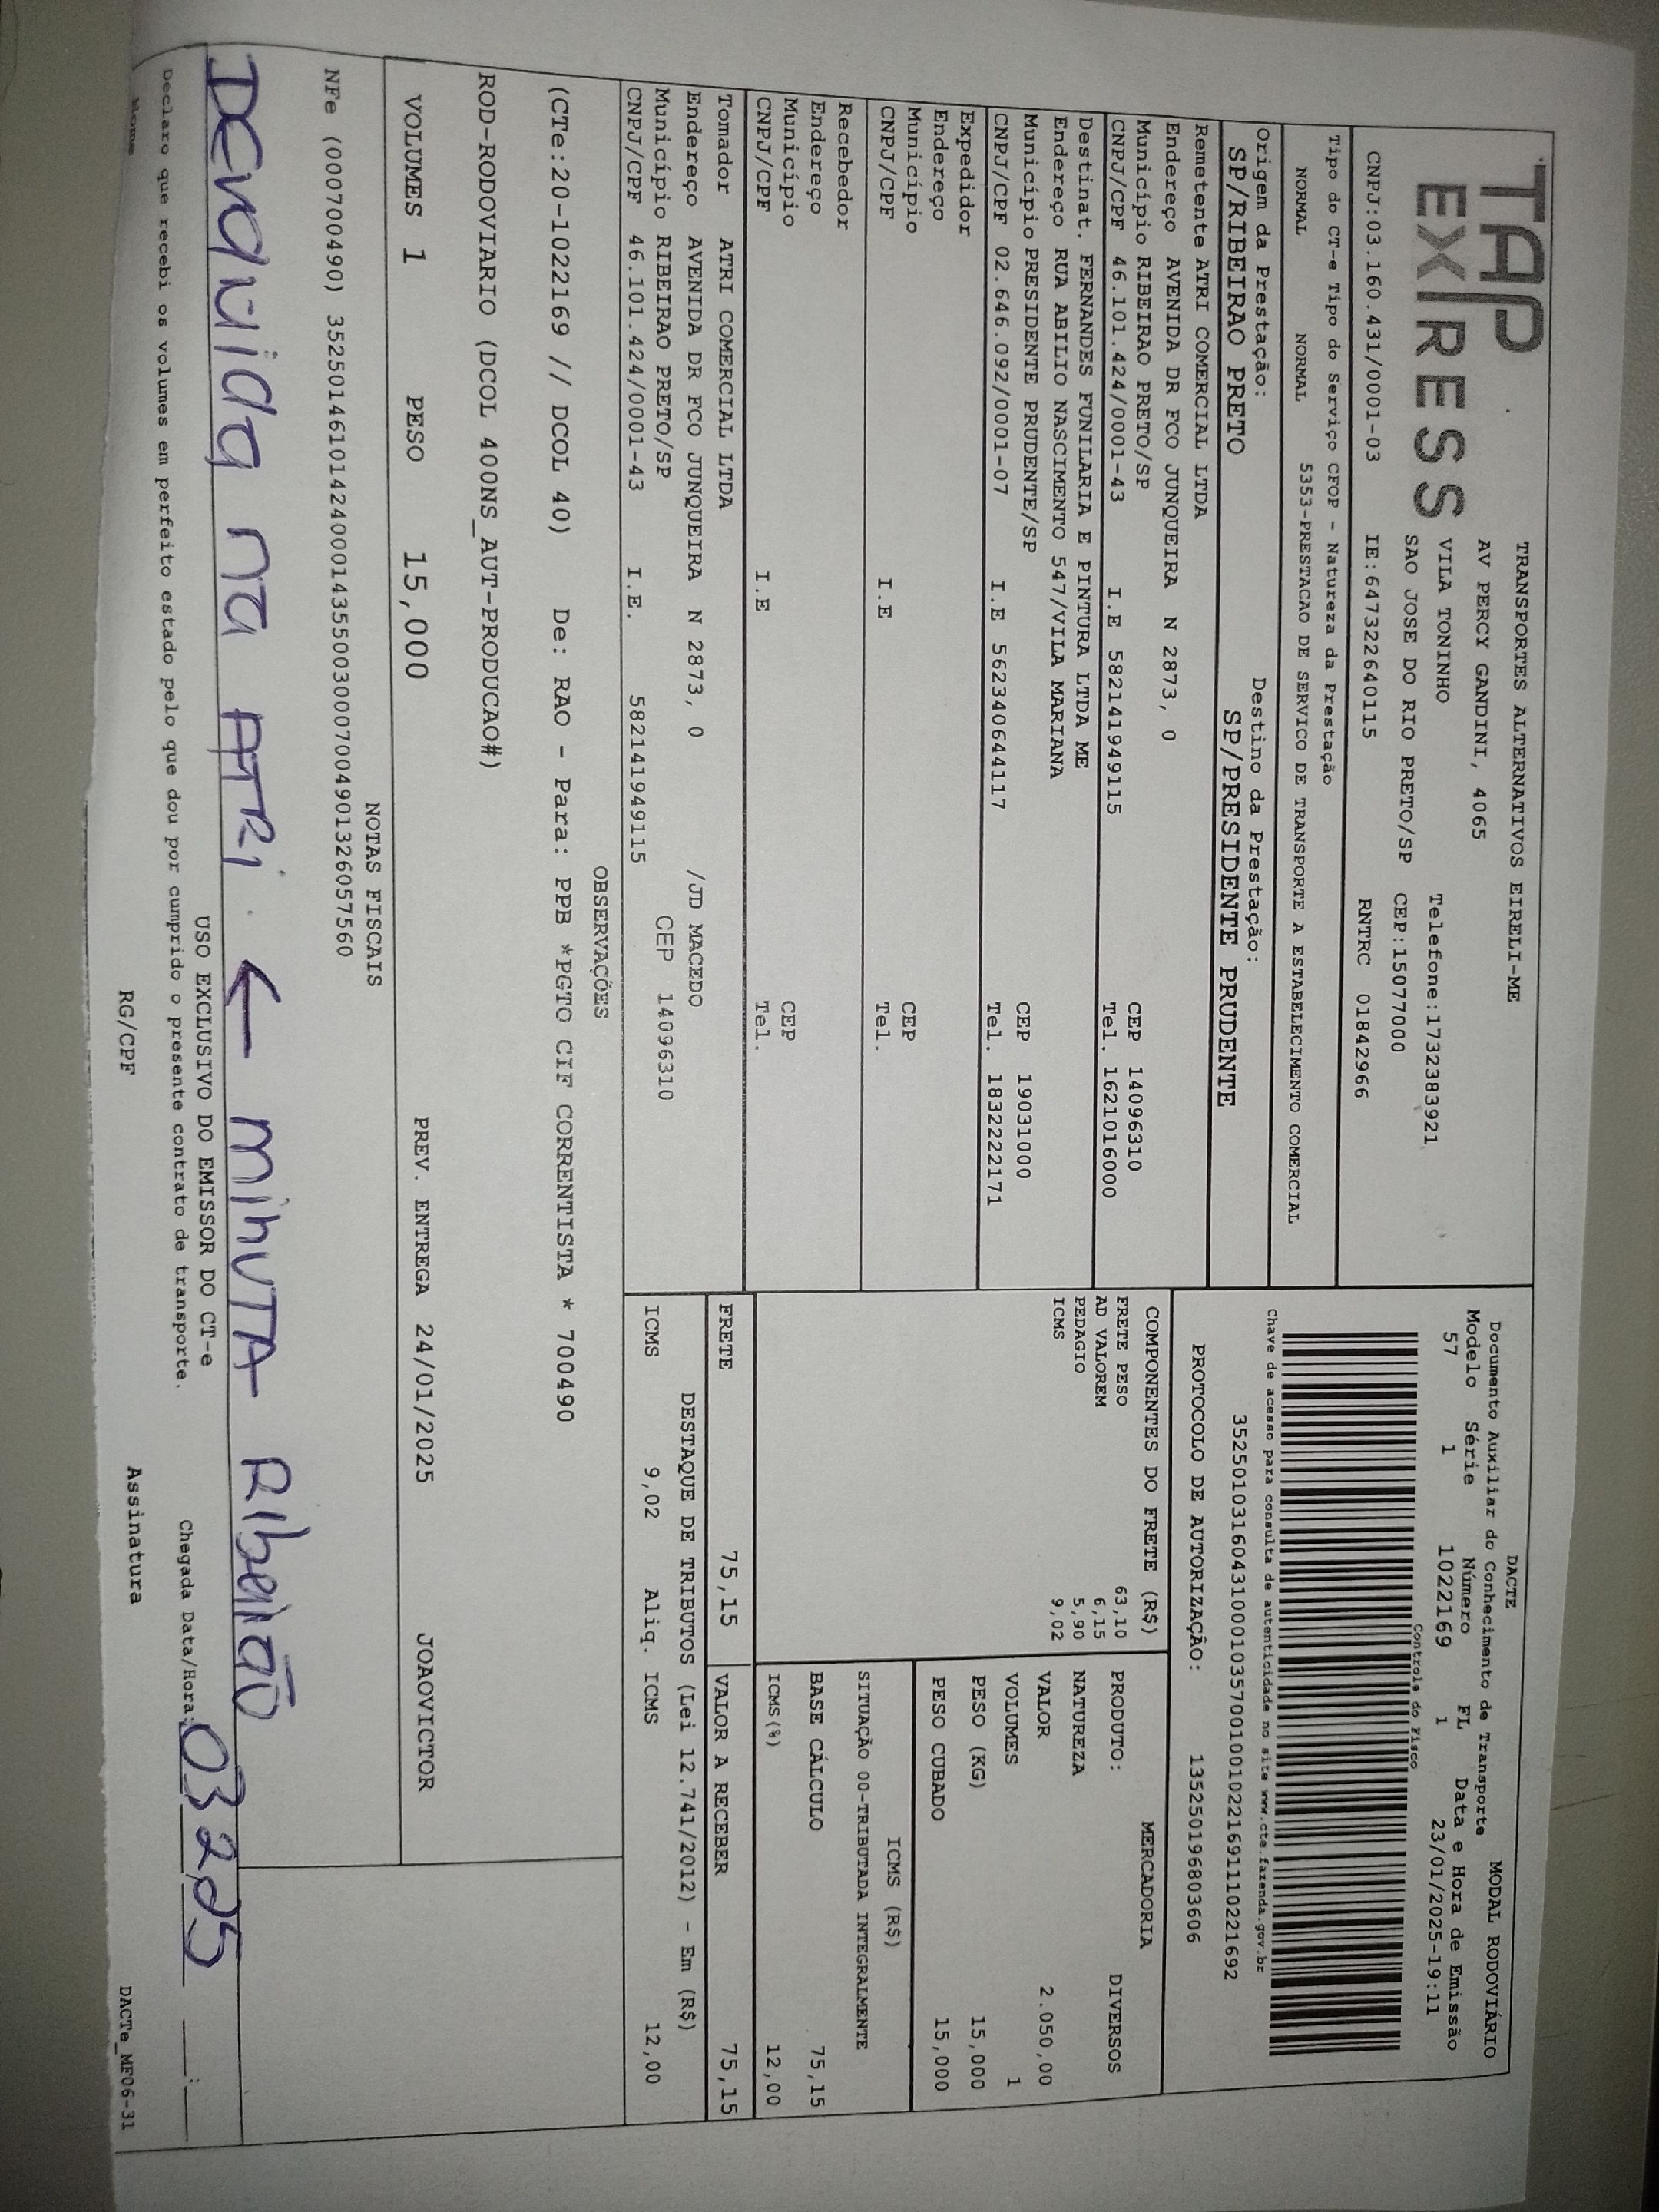 TAP
EXPRESS
TRANSPORTES ALTERNATIVOS EIRELI-ME
AV PERCY GANDINI, 4065
VILA TONINHO Telefone:1732383921
SAO JOSE DO RIO PRETO/SP CEP:15077000
CNPJ:03.160.431/0001-03 IE:647322640115 RNTRC 01842966
Tipo do CT-e Tipo do Serviço CFOP - Natureza da Prestação
NORMAL NORMAL 5353-PRESTACAO DE SERVICO DE TRANSPORTE A ESTABELECIMENTO COMERCIAL
Origem da Prestação: Destino da Prestação:
SP/RIBEIRAO PRETO SP/PRESIDENTE PRUDENTE
Remetente ATRI COMERCIAL LTDA
Endereço AVENIDA DR FCO JUNQUEIRA N 2873, 0
Município RIBEIRAO PRETO/SP CEP 14096310
CNPJ/CPF 46.101.424/0001-43 I.E 582141949115 Tel. 1621016000
Destinat. FERNANDES FUNILARIA E PINTURA LTDA ME
Endereço RUA ABILIO NASCIMENTO 547/VILA MARIANA
Município PRESIDENTE PRUDENTE/SP CEP 19031000
CNPJ/CPF 02.646.092/0001-07 I.E 562340644117 Tel. 1832222171
Expedidor
Endereço
Município CEP
CNPJ/CPF I.E Tel.
Recebedor
Endereço
Município CEP
CNPJ/CPF I.E Tel.
Tomador ATRI COMERCIAL LTDA
Endereço AVENIDA DR FCO JUNQUEIRA N 2873, 0 /JD MACEDO
Município RIBEIRAO PRETO/SP CEP 14096310
CNPJ/CPF 46.101.424/0001-43 I.E. 582141949115
DACTE
Documento Auxiliar do Conhecimento de Transporte MODAL RODOVIÁRIO
Modelo Série Número FL Data e Hora de Emissão
57 1 1022169 1 23/01/2025-19:11
Controle do Fisco
Chave de acesso para consulta de autenticidade no site www.cte.fazenda.gov.br
35250103160431000103570010010221691110221692
PROTOCOLO DE AUTORIZAÇÃO: 135250196803606
COMPONENTES DO FRETE (R$)
FRETE PESO 63,10
AD VALOREM 6,15
PEDAGIO 5,90
ICMS 9,02
MERCADORIA
PRODUTO: DIVERSOS
NATUREZA
VALOR 2.050,00
VOLUMES 1
PESO (KG) 15,000
PESO CUBADO 15,000
ICMS (R$)
SITUAÇÃO 00-TRIBUTADA INTEGRALMENTE
BASE CÁLCULO 75,15
ICMS(%) 12,00
FRETE 75,15 VALOR A RECEBER 75,15
DESTAQUE DE TRIBUTOS (Lei 12.741/2012) - Em (R$)
ICMS 9,02 Aliq. ICMS 12,00
OBSERVAÇÕES
(CTe:20-1022169 // DCOL 40) De: RAO - Para: PPB *PGTO CIF CORRENTISTA * 700490
ROD-RODOVIARIO (DCOL 400NS_AUT-PRODUCAO#)
VOLUMES 1 PESO 15,000 PREV. ENTREGA 24/01/2025 JOAOVICTOR
NOTAS FISCAIS
NFe (000700490) 35250146101424000143550030007004901326057560
DEvoluida na ATRI. ← minuTA Ribeirão
USO EXCLUSIVO DO EMISSOR DO CT-e
Declaro que recebi os volumes em perfeito estado pelo que dou por cumprido o presente contrato de transporte. Chegada Data/Hora: 03 2 25 __:__
Nome RG/CPF Assinatura DACTe_MF06-31